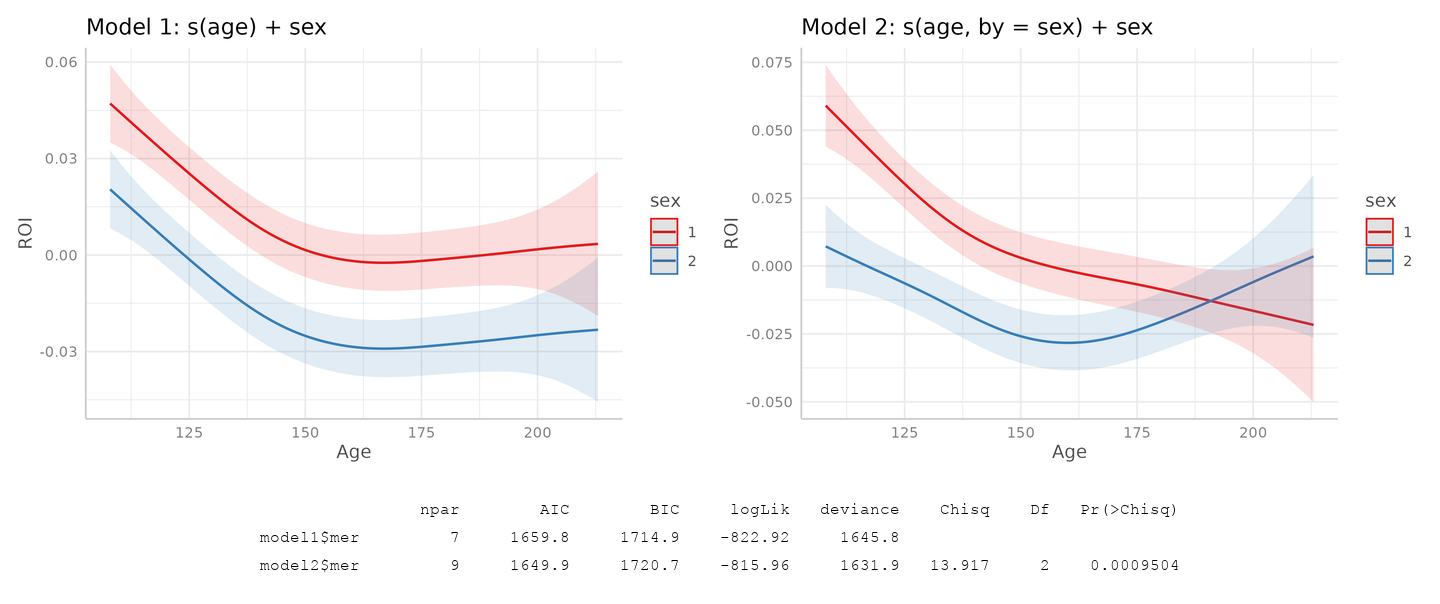 Model 1: s(age) + sex
0.06
0.03
0.00
-0.03
ROI
125 150 175 200
Age
sex
1
2
Model 2: s(age, by = sex) + sex
0.075
0.050
0.025
0.000
-0.025
-0.050
ROI
125 150 175 200
Age
sex
1
2
npar AIC BIC logLik deviance Chisq Df Pr(>Chisq)
model1$mer 7 1659.8 1714.9 -822.92 1645.8
model2$mer 9 1649.9 1720.7 -815.96 1631.9 13.917 2 0.0009504